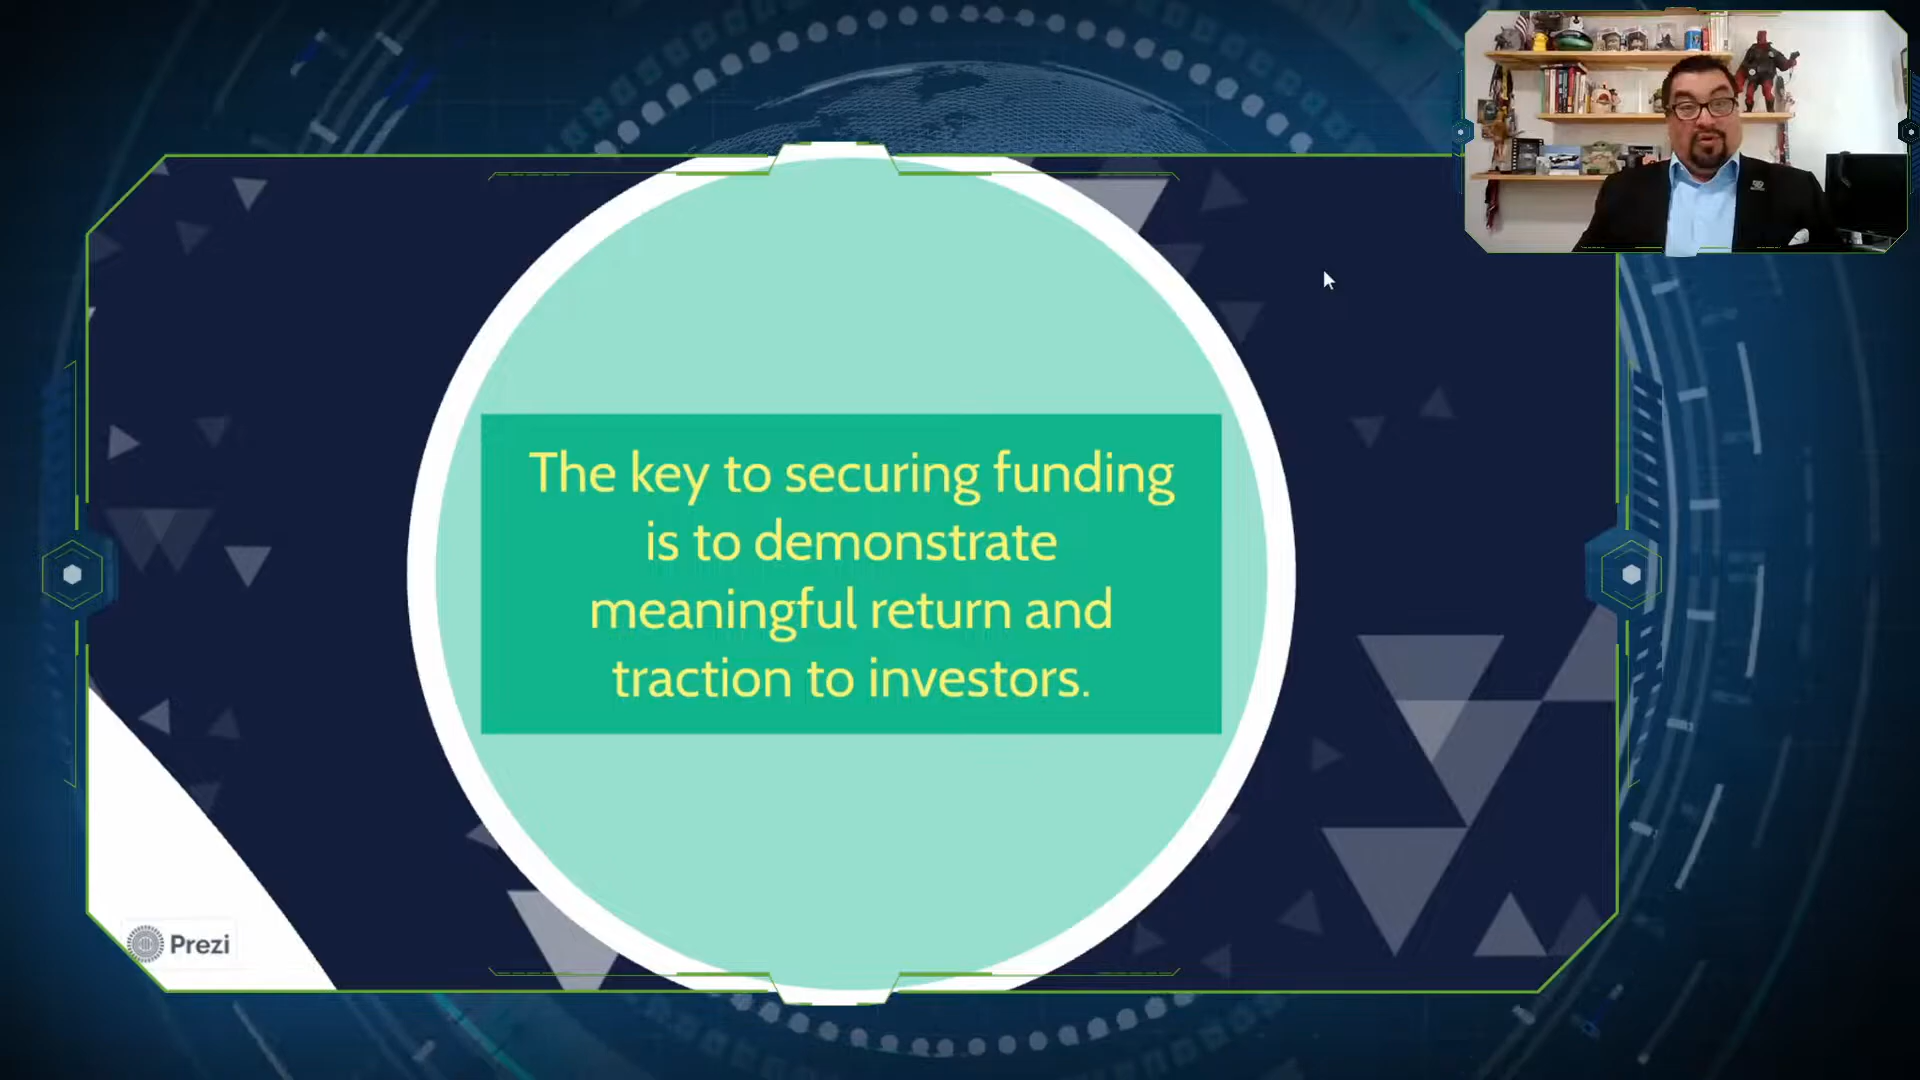 The key to securing funding
is to demonstrate
meaningful return and
traction to investors.
Prezi